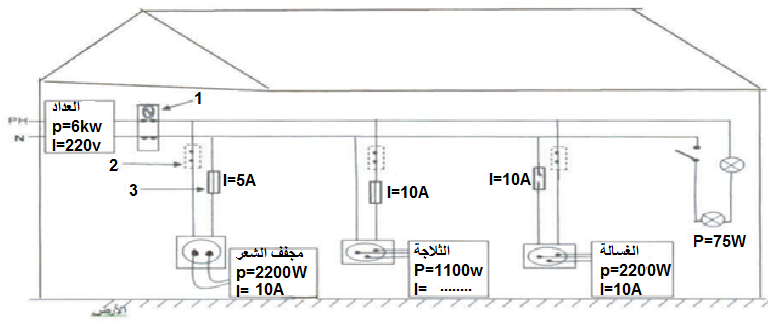 1
العداد
p=6kw
I=220v
PH
N
2
3
I=5A
I=10A
I=10A
P=75W
مجفف الشعر
p=2200W
I= 10A
الثلاجة
P=1100w
I= ........
الغسالة
p=2200W
I=10A
الأرض